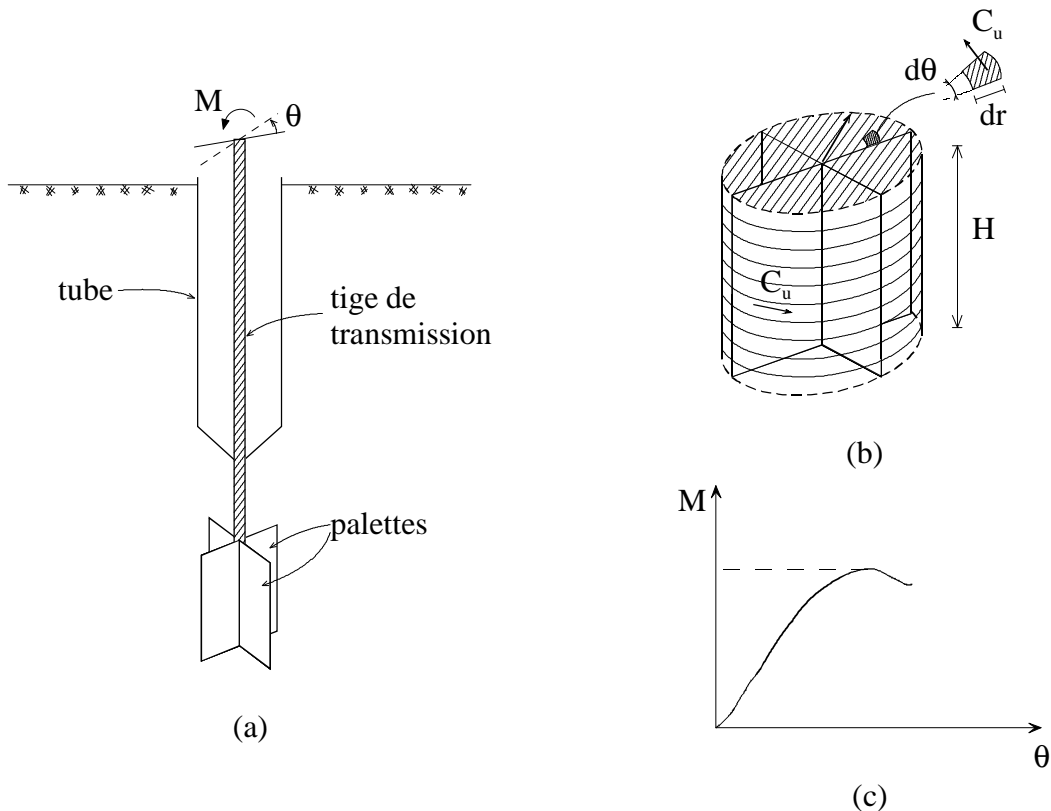 M
θ
tube
tige de
transmission
palettes
(a)
C_u
dθ
dr
H
C_u
(b)
M
θ
(c)